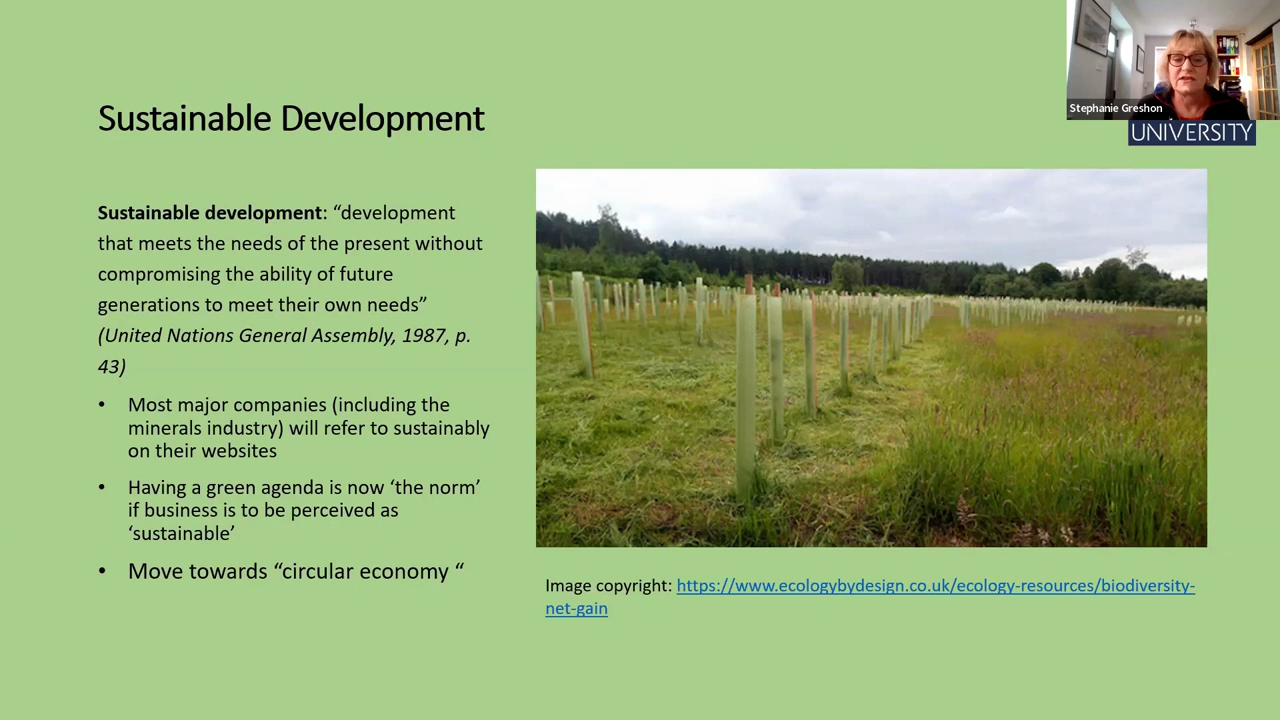 Stephanie Greshon
UNIVERSITY
Sustainable Development
Sustainable development: “development
that meets the needs of the present without
compromising the ability of future
generations to meet their own needs”
(United Nations General Assembly, 1987, p.
43)
• Most major companies (including the
minerals industry) will refer to sustainably
on their websites
• Having a green agenda is now ‘the norm’
if business is to be perceived as
‘sustainable’
• Move towards “circular economy “
Image copyright: https://www.ecologybydesign.co.uk/ecology-resources/biodiversity-
net-gain